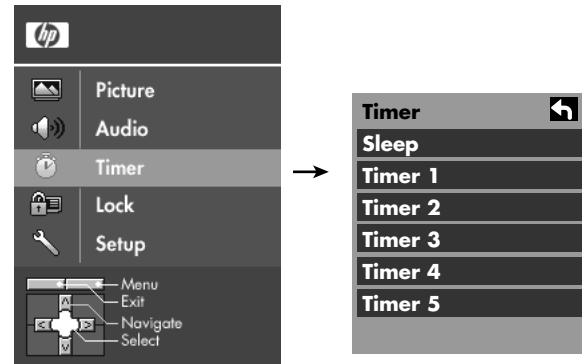 hp
Picture
Audio
Timer
Lock
Setup
Menu
Exit
Navigate
Select
Timer
Sleep
Timer 1
Timer 2
Timer 3
Timer 4
Timer 5